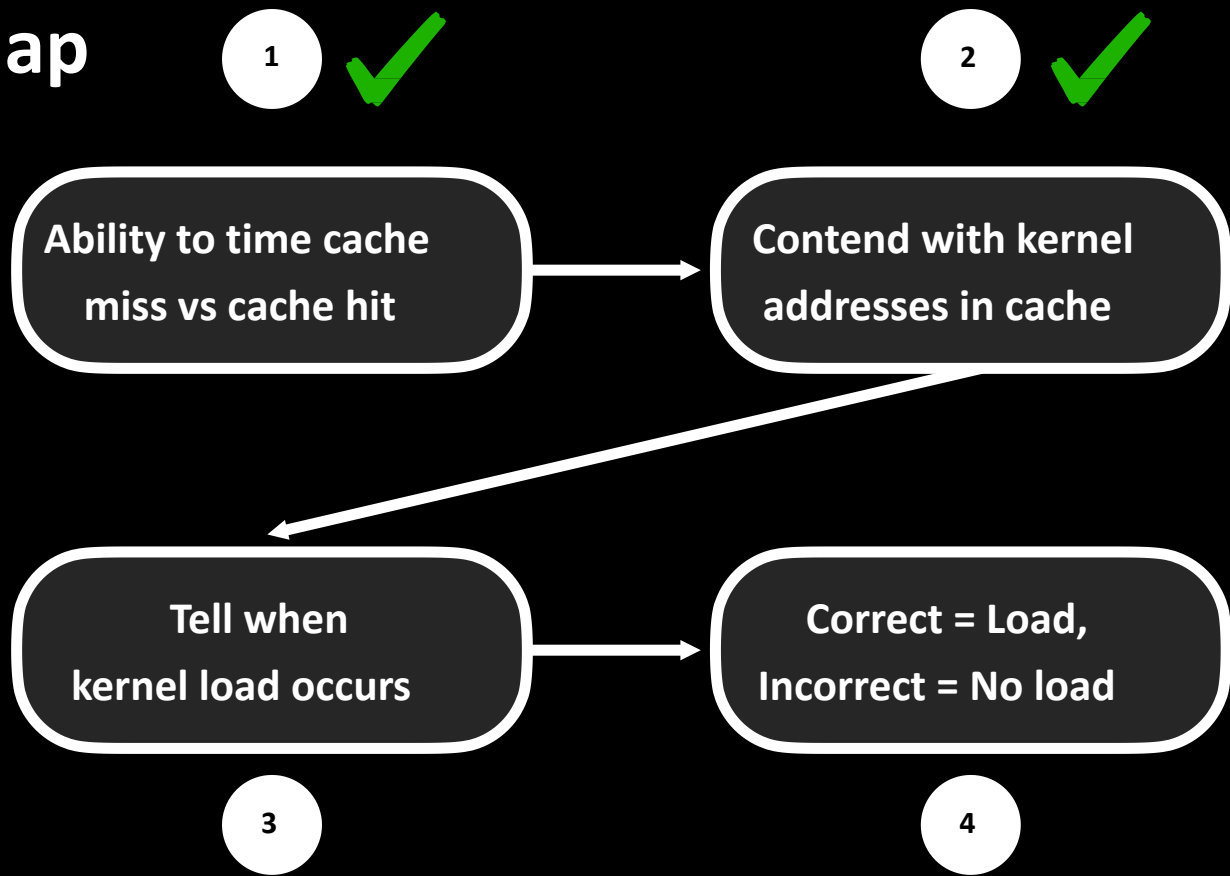 ap
1
2
Ability to time cache
miss vs cache hit
Contend with kernel
addresses in cache
Tell when
kernel load occurs
Correct = Load,
Incorrect = No load
3
4